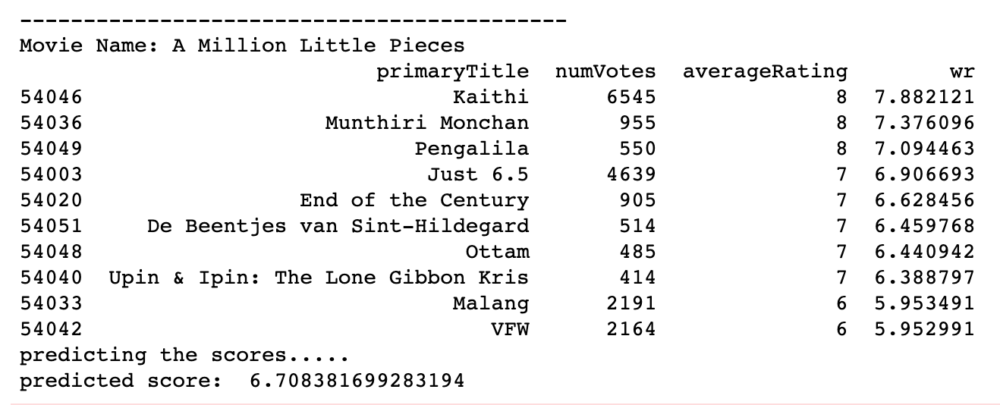 -------------------------------------------
Movie Name: A Million Little Pieces
primaryTitle numVotes averageRating wr
54046 Kaithi 6545 8 7.882121
54036 Munthiri Monchan 955 8 7.376096
54049 Pengalila 550 8 7.094463
54003 Just 6.5 4639 7 6.906693
54020 End of the Century 905 7 6.628456
54051 De Beentjes van Sint-Hildegard 514 7 6.459768
54048 Ottam 485 7 6.440942
54040 Upin & Ipin: The Lone Gibbon Kris 414 7 6.388797
54033 Malang 2191 6 5.953491
54042 VFW 2164 6 5.952991
predicting the scores.....
predicted score: 6.708381699283194